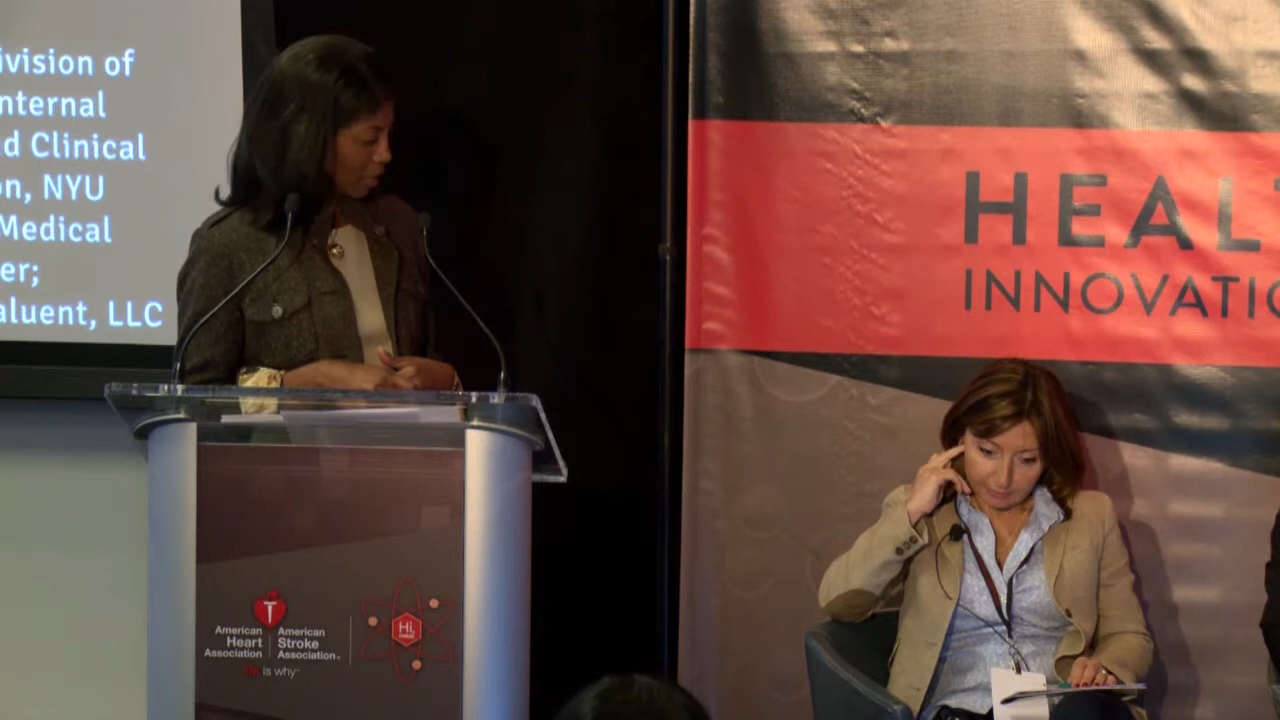 ivision of
nternal
d Clinical
on, NYU
Medical
er;
aluent, LLC
HEAL
INNOVATIO
American
Heart
Association
American
Stroke
Association
is why
Hi